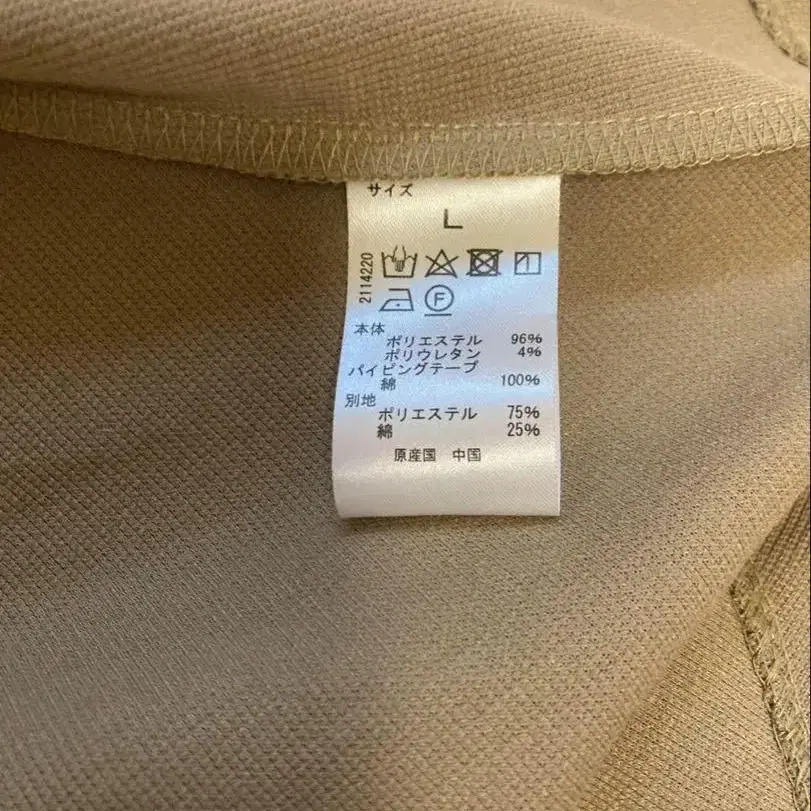 サイズ
L
2114220
F
本体
ポリエステル 96%
ポリウレタン 4%
パイピングテープ
綿 100%
別地
ポリエステル 75%
綿 25%
原産国 中国